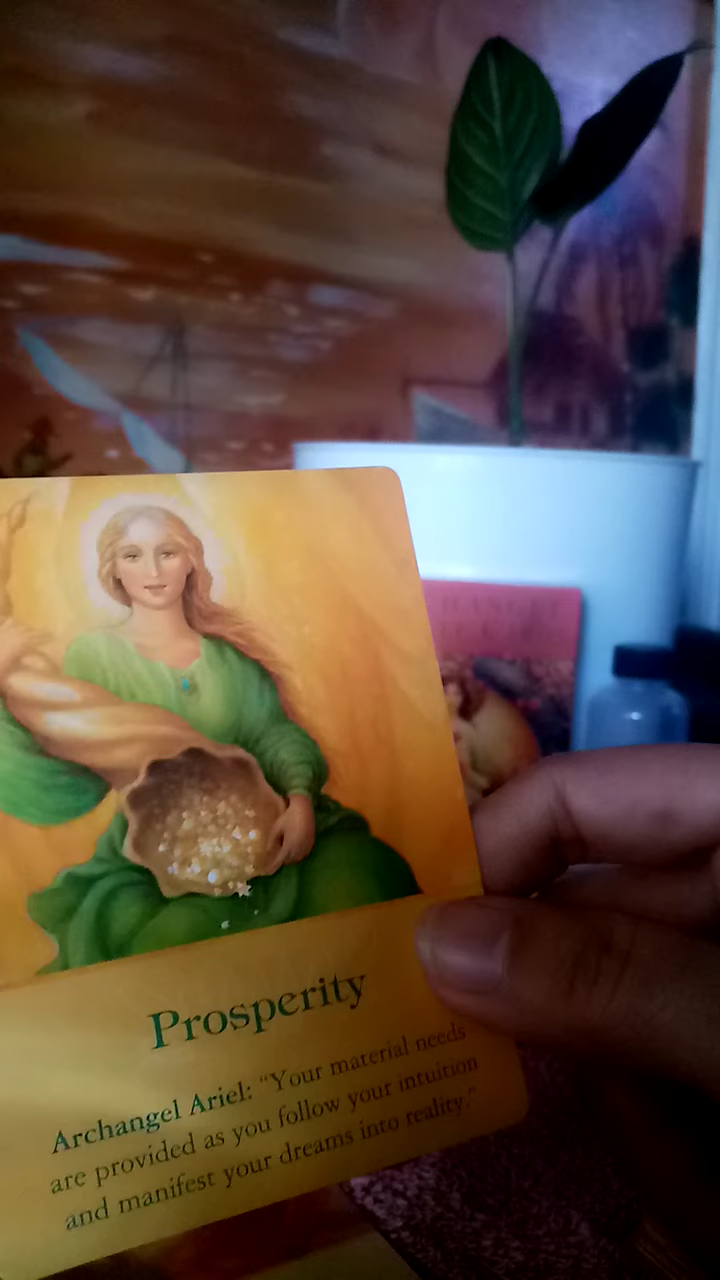 Prosperity
Archangel Ariel: "Your material needs
are provided as you follow your intuition
and manifest your dreams into reality."